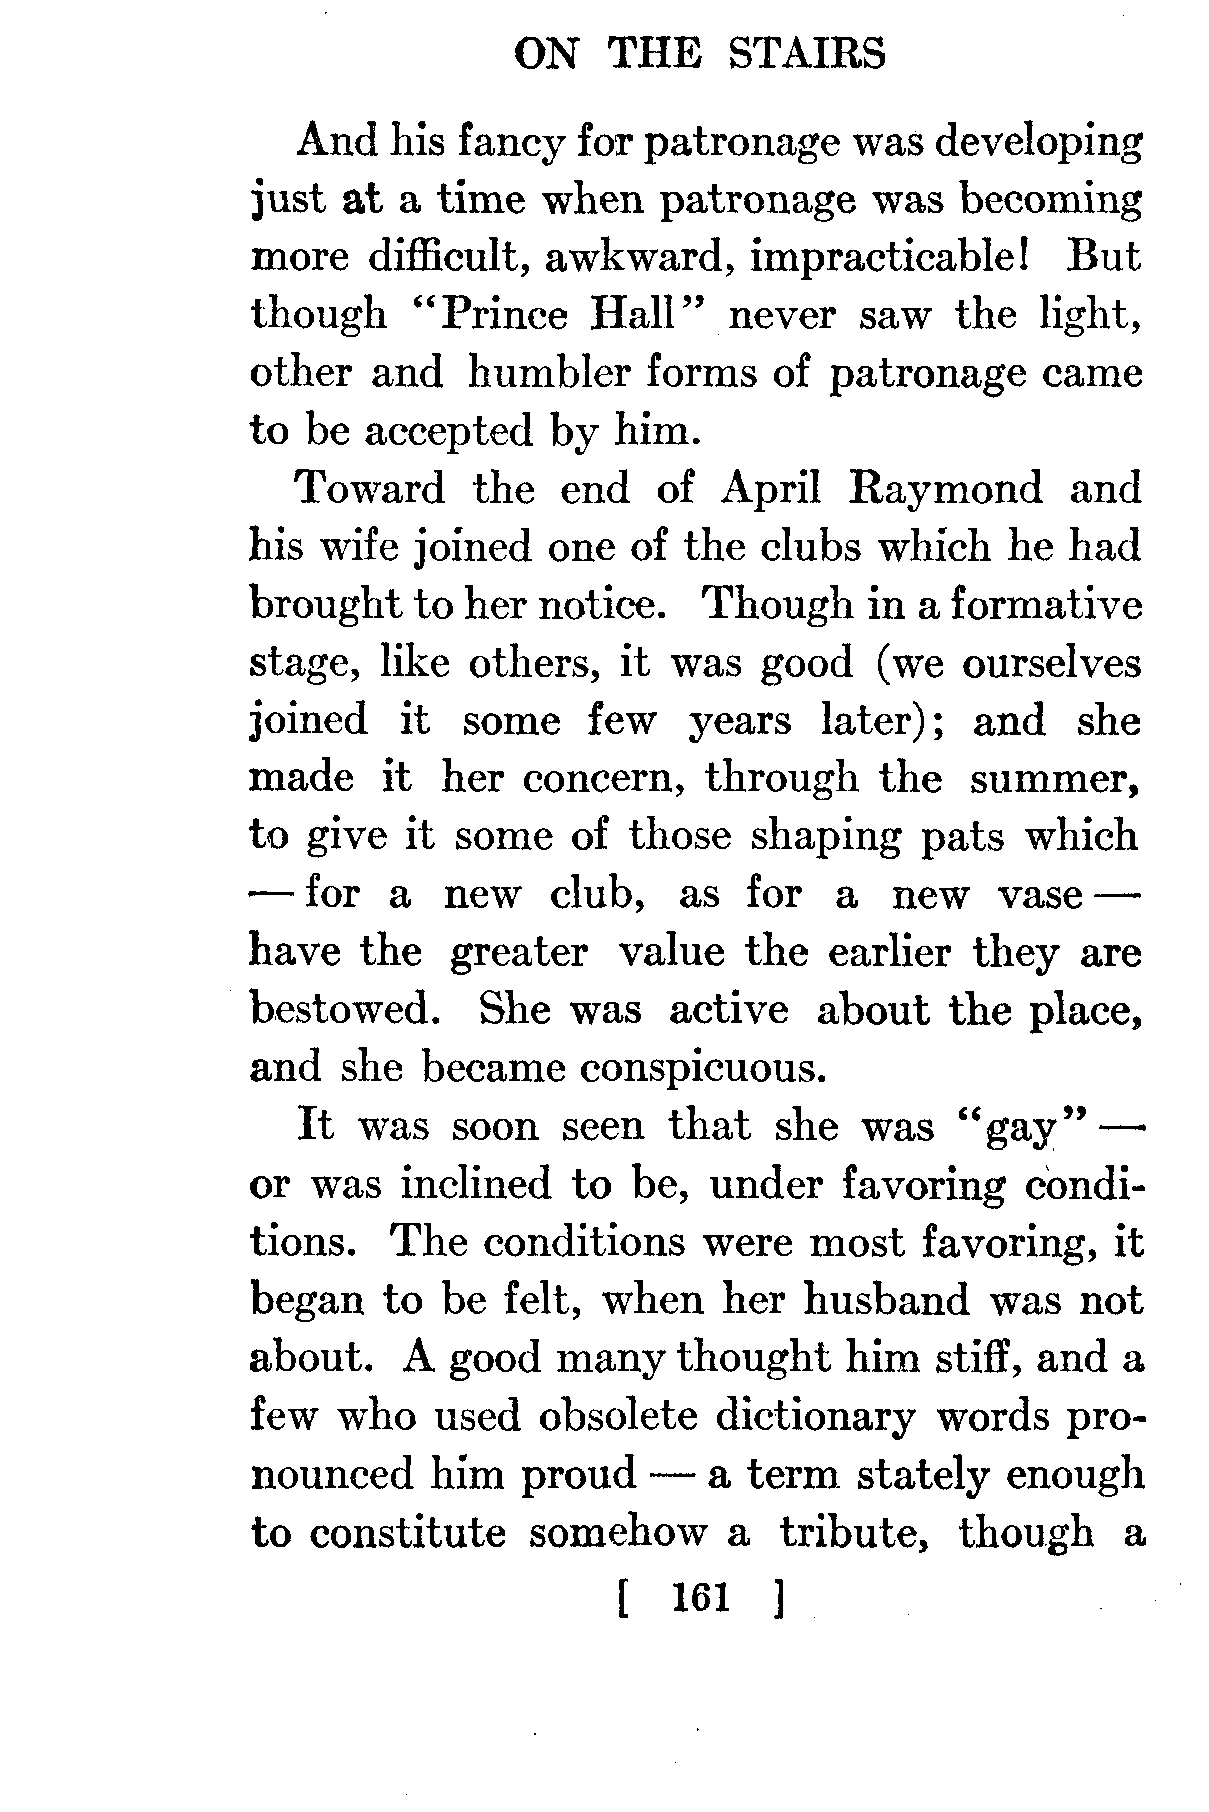 ON THE STAIRS
And his fancy for patronage was developing
just at a time when patronage was becoming
more difficult, awkward, impracticable! But
though “Prince Hall” never saw the light,
other and humbler forms of patronage came
to be accepted by him.
Toward the end of April Raymond and
his wife joined one of the clubs which he had
brought to her notice. Though in a formative
stage, like others, it was good (we ourselves
joined it some few years later); and she
made it her concern, through the summer,
to give it some of those shaping pats which
— for a new club, as for a new vase —
have the greater value the earlier they are
bestowed. She was active about the place,
and she became conspicuous.
It was soon seen that she was “gay” —
or was inclined to be, under favoring condi-
tions. The conditions were most favoring, it
began to be felt, when her husband was not
about. A good many thought him stiff, and a
few who used obsolete dictionary words pro-
nounced him proud — a term stately enough
to constitute somehow a tribute, though a
[ 161 ]